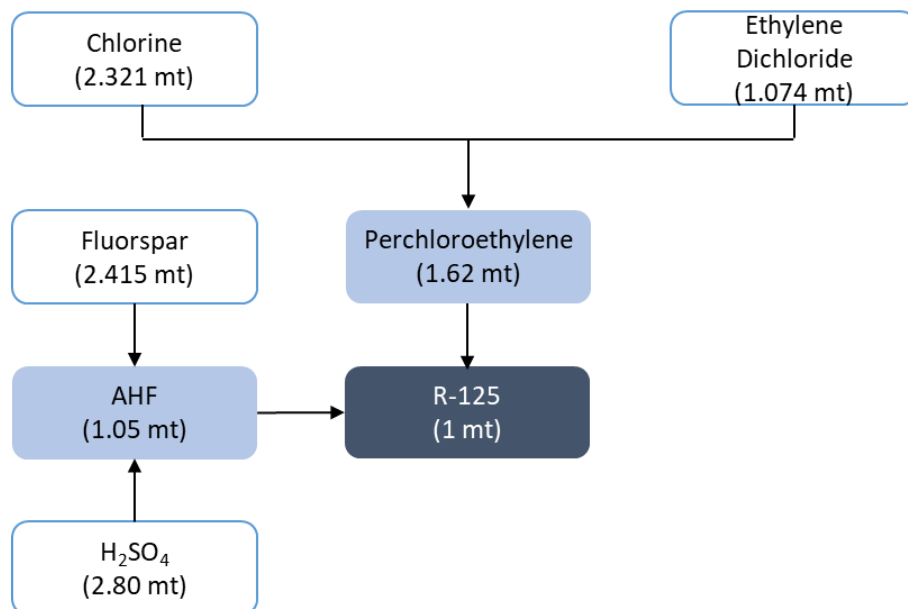 Chlorine
(2.321 mt)
Ethylene
Dichloride
(1.074 mt)
Fluorspar
(2.415 mt)
Perchloroethylene
(1.62 mt)
AHF
(1.05 mt)
R-125
(1 mt)
H₂SO₄
(2.80 mt)